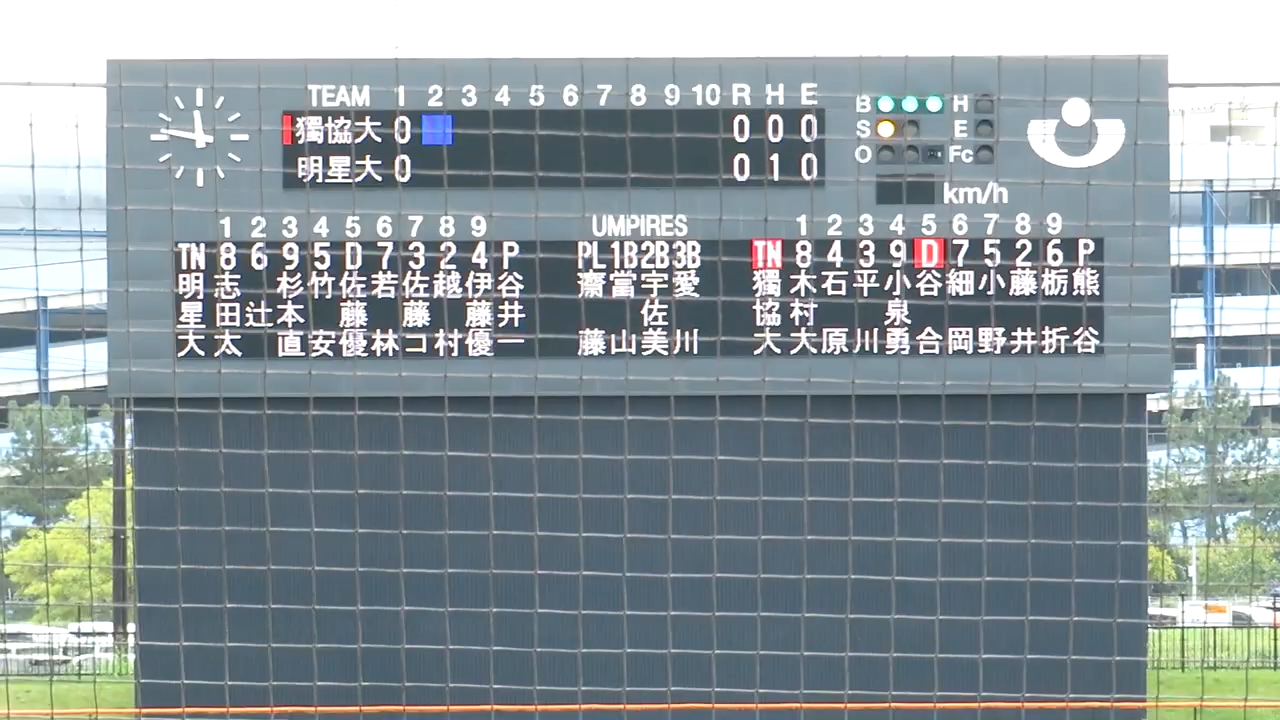 TEAM 1 2 3 4 5 6 7 8 9 10 R H E
獨協大 0 0 0 0
明星大 0 0 1 0
B H
S E
O Fc
km/h
1 2 3 4 5 6 7 8 9
TN 8 6 9 5 D 7 3 2 4 P
明 志 杉 竹 佐 若 佐 越 伊 谷
星 田 辻 本 藤 藤 藤 井
大 太 直 安 優 林 コ 村 優 一
UMPIRES
PL 1B 2B 3B
齋 當 宇 愛
佐
藤 山 美 川
1 2 3 4 5 6 7 8 9
TN 8 4 3 9 D 7 5 2 6 P
獨 木 石 平 小 谷 細 小 藤 栃 熊
協 村 泉
大 大 原 川 勇 合 岡 野 井 折 谷